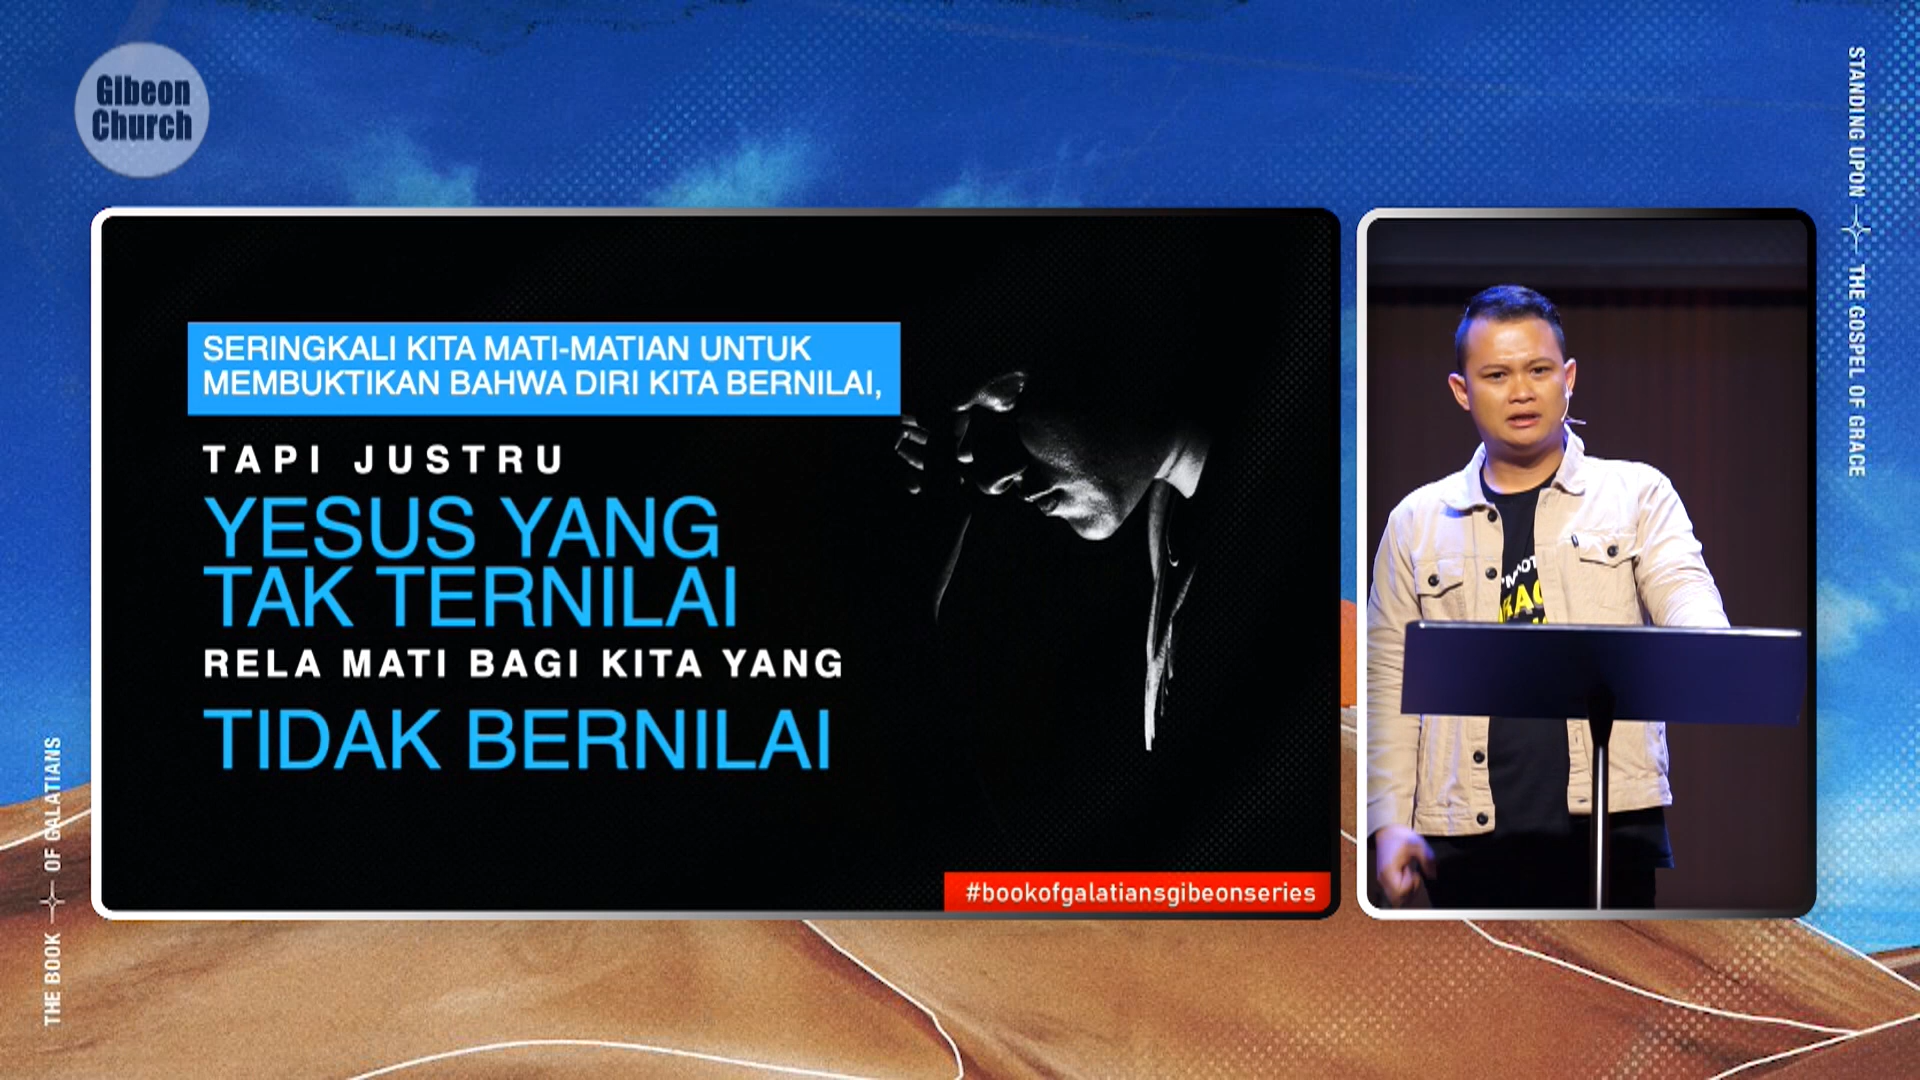 Gibeon
Church
SERINGKALI KITA MATI-MATIAN UNTUK
MEMBUKTIKAN BAHWA DIRI KITA BERNILAI,
TAPI JUSTRU
YESUS YANG
TAK TERNILAI
RELA MATI BAGI KITA YANG
TIDAK BERNILAI
#bookofgalatiansgibeonseries
STANDING UPON THE GOSPEL OF GRACE
THE BOOK OF GALATIANS